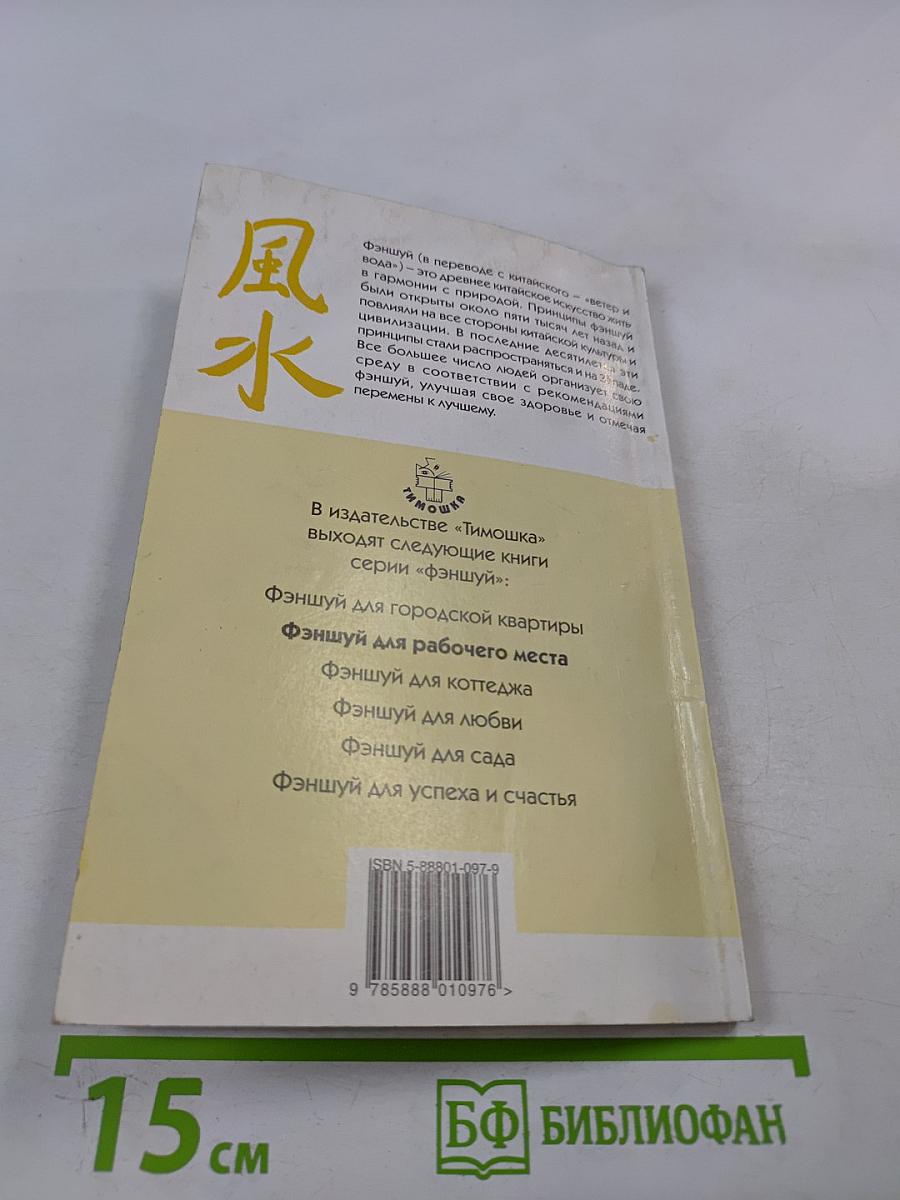 風
水
Фэншуй (в переводе с китайского – «ветер и
вода») – это древнее китайское искусство жить
в гармонии с природой. Принципы фэншуй
были открыты около пяти тысяч лет назад и
повлияли на все стороны китайской культуры и
цивилизации. В последние десятилетия эти
принципы стали распространяться и на Западе.
Все большее число людей организует свою
среду в соответствии с рекомендациями
фэншуй, улучшая свое здоровье и отмечая
перемены к лучшему.
ТИМОШКА
В издательстве «Тимошка»
выходят следующие книги
серии «фэншуй»:
Фэншуй для городской квартиры
Фэншуй для рабочего места
Фэншуй для коттеджа
Фэншуй для любви
Фэншуй для сада
Фэншуй для успеха и счастья
ISBN 5-88801-097-9
9 785888 010976 >
15 см
БФ БИБЛИОФАН